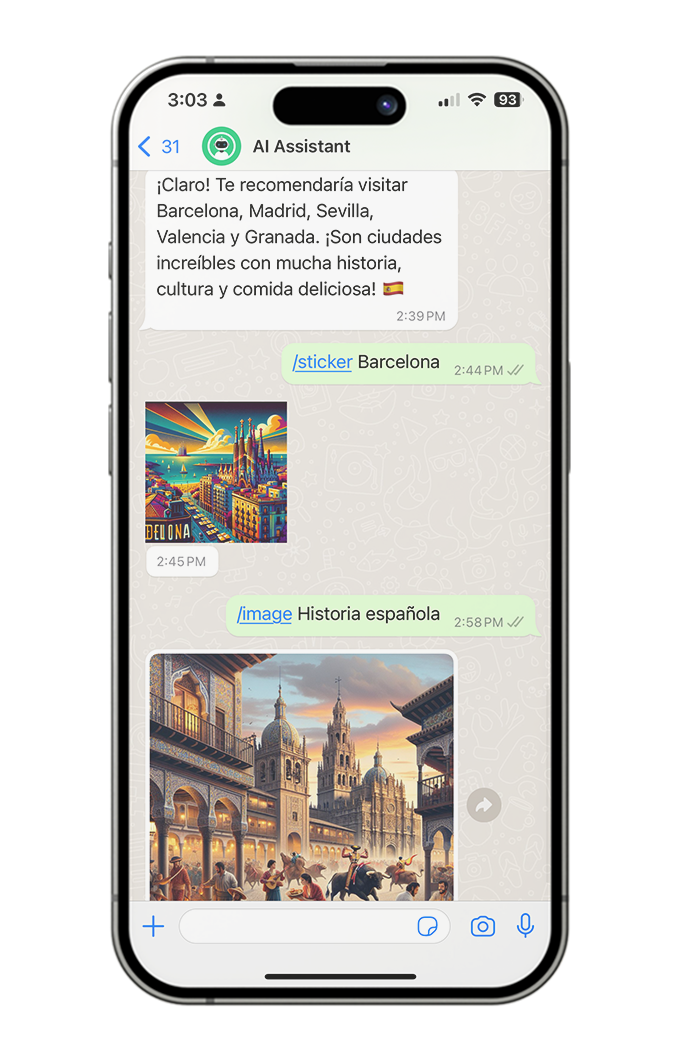 3:03
93
31 AI Assistant
¡Claro! Te recomendaría visitar
Barcelona, Madrid, Sevilla,
Valencia y Granada. ¡Son ciudades
increíbles con mucha historia,
cultura y comida deliciosa! 🇪🇸
2:39 PM
/sticker Barcelona 2:44 PM
DELONA
2:45 PM
/image Historia española 2:58 PM